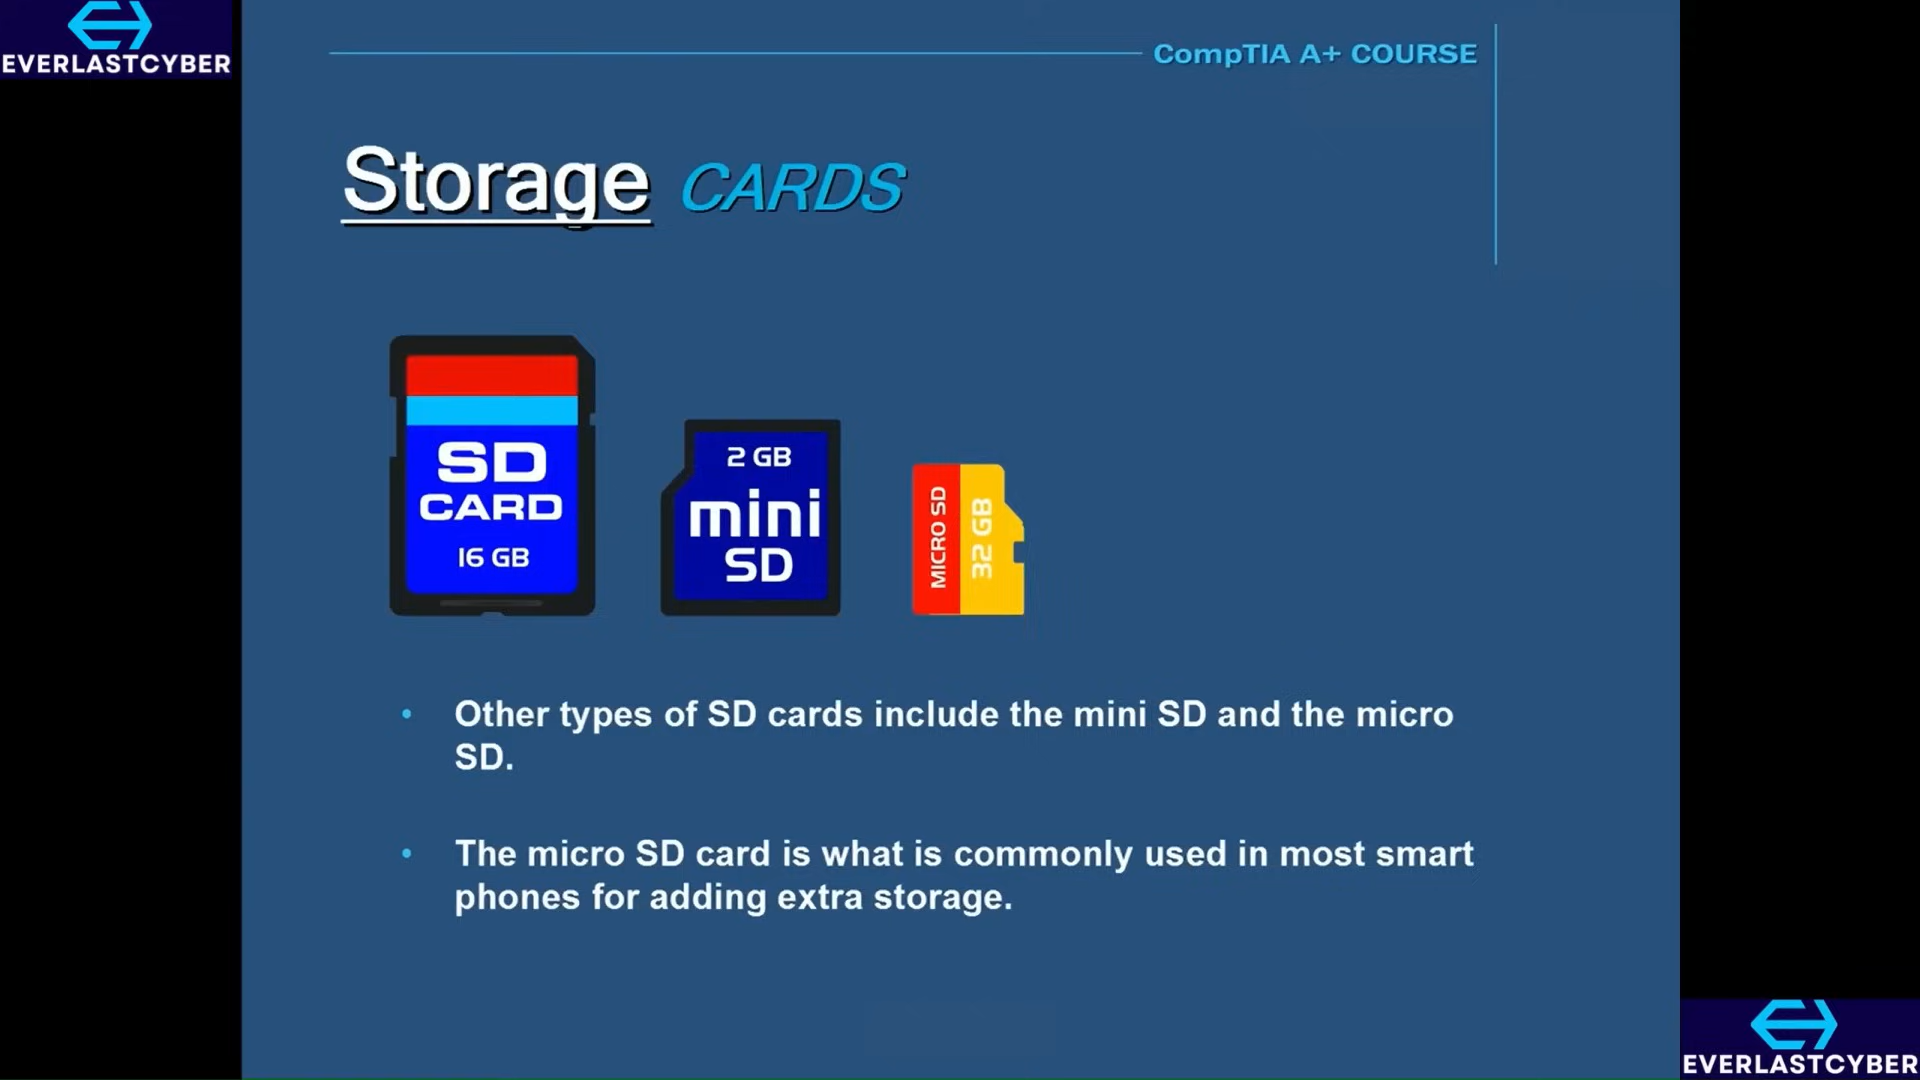 EVERLASTCYBER
CompTIA A+ COURSE
Storage CARDS
SD
CARD
16 GB
2 GB
mini
SD
MICRO SD
32 GB
• Other types of SD cards include the mini SD and the micro
SD.
• The micro SD card is what is commonly used in most smart
phones for adding extra storage.
EVERLASTCYBER